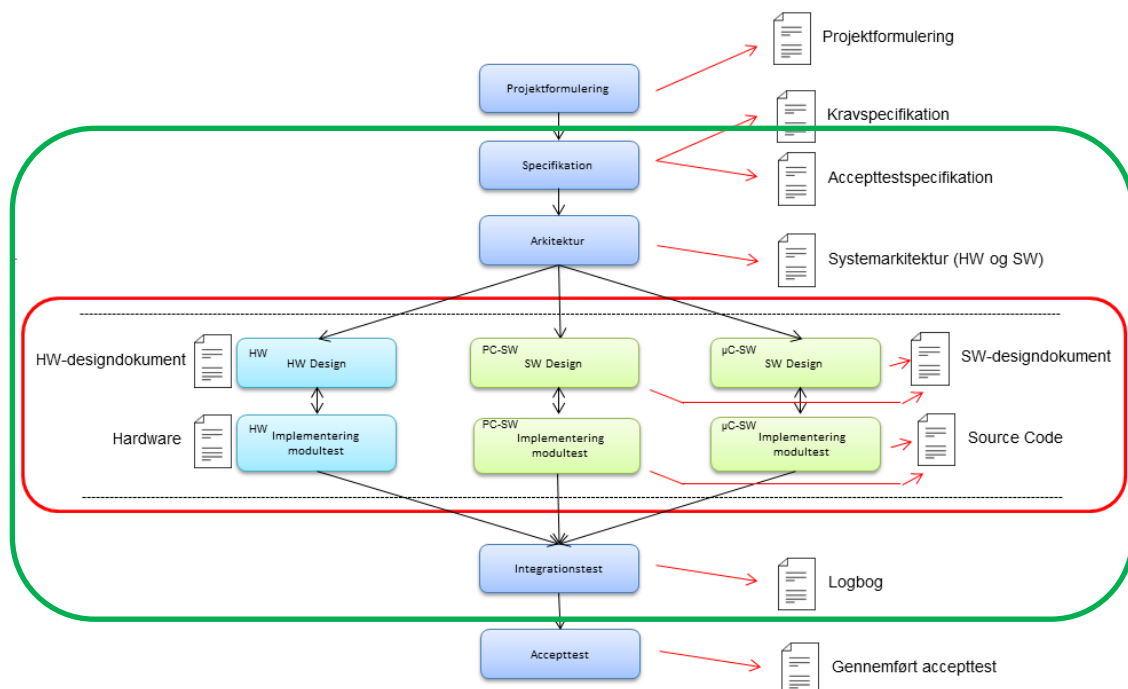 Projektformulering
Projektformulering
Kravspecifikation
Specifikation
Accepttestspecifikation
Arkitektur
Systemarkitektur (HW og SW)
HW-designdokument
HW
HW Design
PC-SW
SW Design
µC-SW
SW Design
SW-designdokument
Hardware
HW
Implementering
modultest
PC-SW
Implementering
modultest
µC-SW
Implementering
modultest
Source Code
Integrationstest
Logbog
Accepttest
Gennemført accepttest